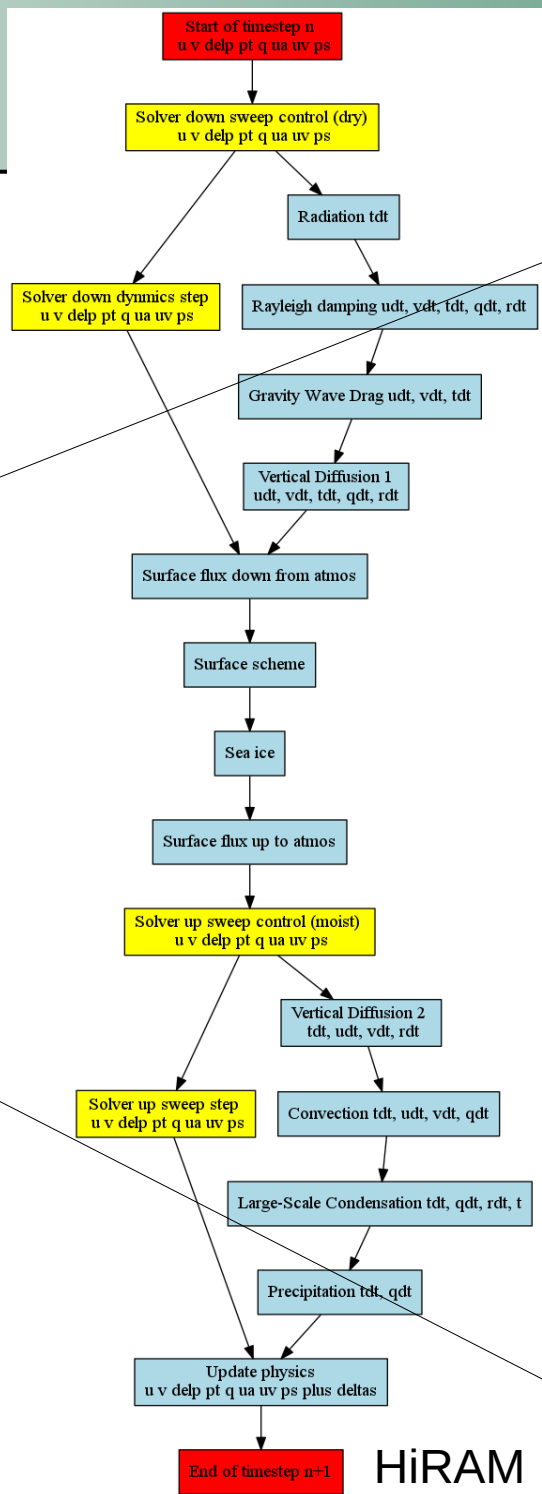 Start of timestep n
u v delp pt q ua uv ps
Solver down sweep control (dry)
u v delp pt q ua uv ps
Radiation tdt
Solver down dynmics step
u v delp pt q ua uv ps
Rayleigh damping udt, vdt, tdt, qdt, rdt
Gravity Wave Drag udt, vdt, tdt
Vertical Diffusion 1
udt, vdt, tdt, qdt, rdt
Surface flux down from atmos
Surface scheme
Sea ice
Surface flux up to atmos
Solver up sweep control (moist)
u v delp pt q ua uv ps
Vertical Diffusion 2
tdt, udt, vdt, rdt
Solver up sweep step
u v delp pt q ua uv ps
Convection tdt, udt, vdt, qdt
Large-Scale Condensation tdt, qdt, rdt, t
Precipitation tdt, qdt
Update physics
u v delp pt q ua uv ps plus deltas
End of timestep n+1
HiRAM